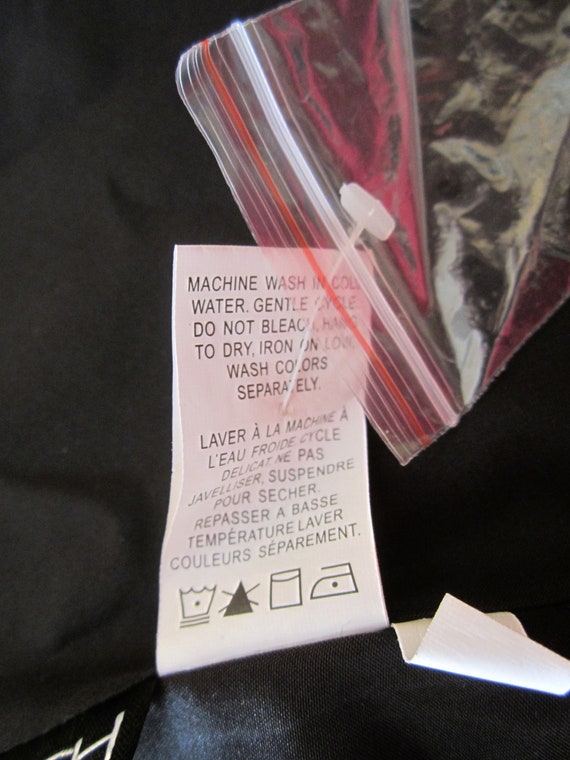 MACHINE WASH IN COL
WATER. GENTLE CYCLE.
DO NOT BLEACH, HANG
TO DRY, IRON ON LOW.
WASH COLORS
SEPARATELY.
LAVER À LA MACHINE À
L'EAU FROIDE CYCLE
DELICAT. NE PAS
JAVELLISER, SUSPENDRE
POUR SECHER.
REPASSER A BASSE
TEMPÉRATURE LAVER
COULEURS SÉPAREMENT.